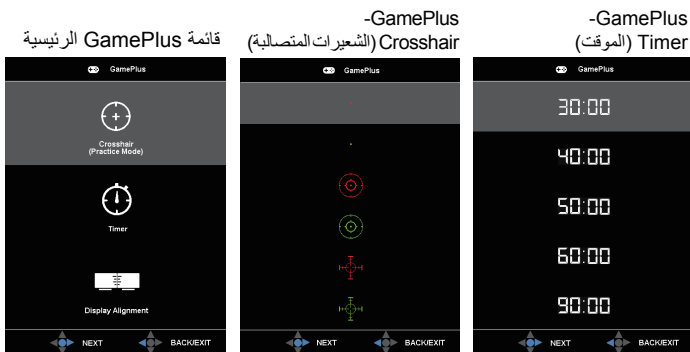 قائمة GamePlus الرئيسية
GamePlus
Crosshair
(Practice Mode)
Timer
Display Alignment
NEXT BACK/EXIT
GamePlus-
Crosshair (الشعيرات المتصالبة)
GamePlus
NEXT BACK/EXIT
GamePlus-
Timer (الموقت)
GamePlus
30:00
40:00
50:00
60:00
90:00
NEXT BACK/EXIT